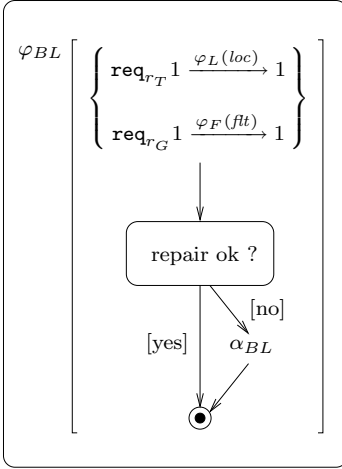 φ_BL
req_{r_T} 1 φ_L(loc) 1
req_{r_G} 1 φ_F(flt) 1
repair ok ?
[no]
[yes]
α_BL